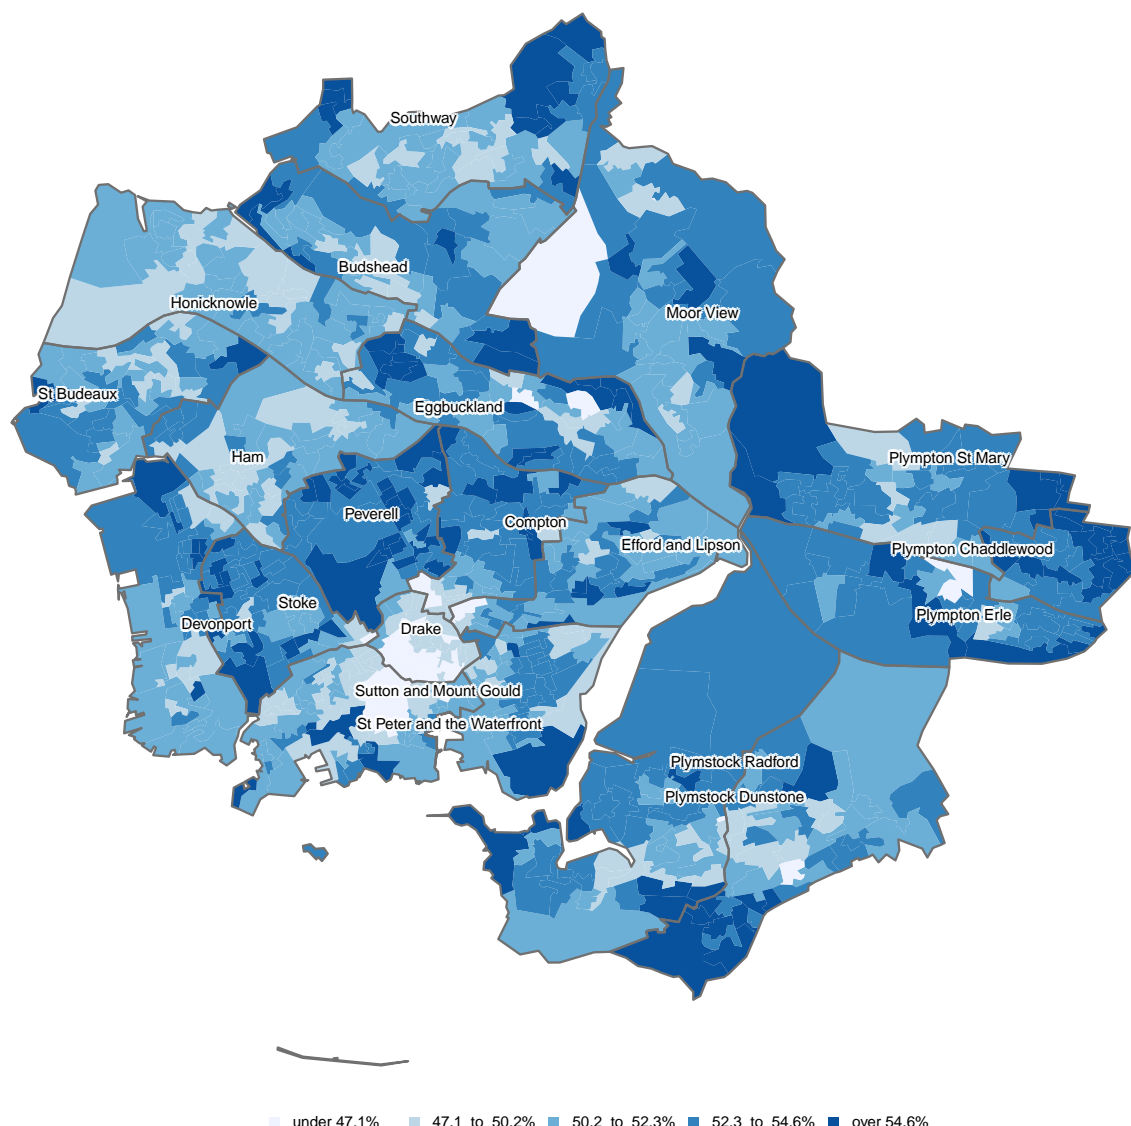 Southway
Budshead
Honicknowle
Moor View
St Budeaux
Eggbuckland
Ham
Plympton St Mary
Peverell
Compton
Efford and Lipson
Plympton Chaddlewood
Stoke
Plympton Erle
Devonport
Drake
Sutton and Mount Gould
St Peter and the Waterfront
Plymstock Radford
Plymstock Dunstone
under 47.1% 47.1 to 50.2% 50.2 to 52.3% 52.3 to 54.6% over 54.6%